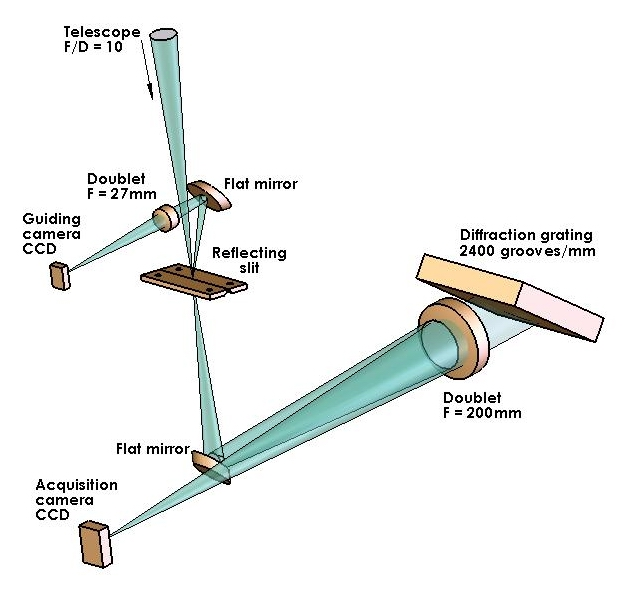 Telescope
F/D = 10
Doublet
F = 27mm
Flat mirror
Guiding
camera
CCD
Reflecting
slit
Diffraction grating
2400 grooves/mm
Doublet
F = 200mm
Flat mirror
Acquisition
camera
CCD